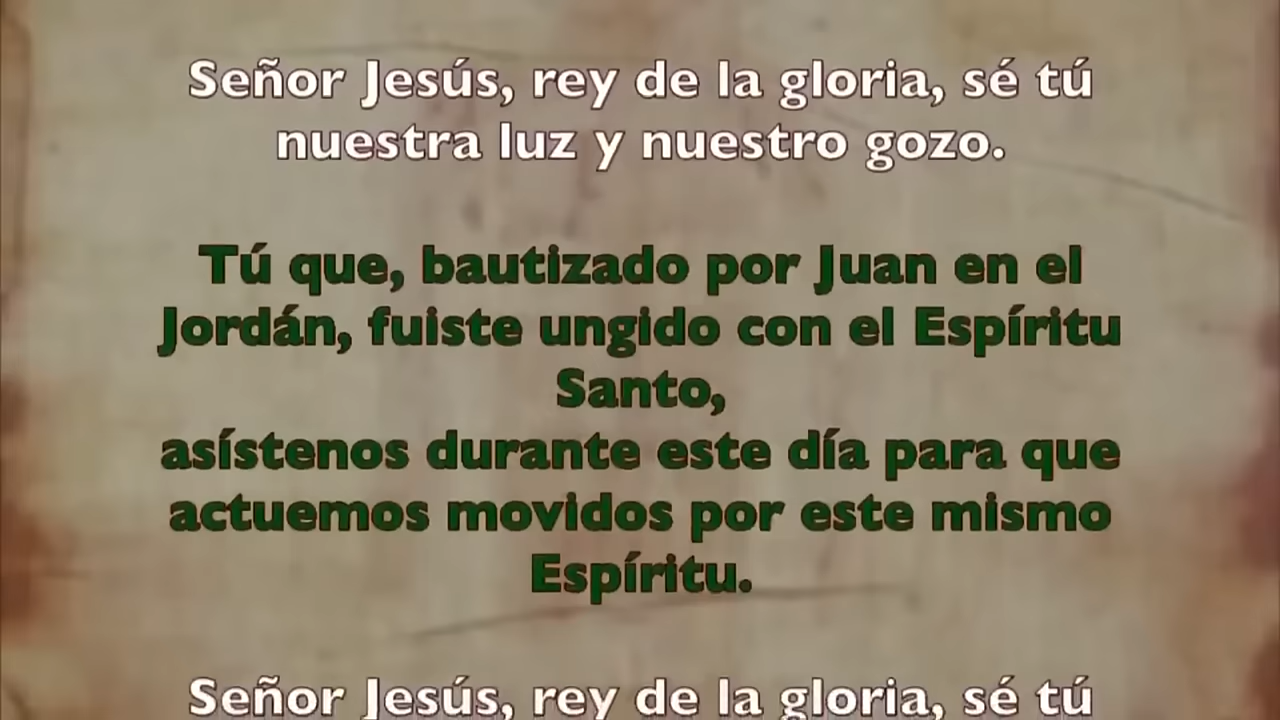 Señor Jesús, rey de la gloria, sé tú
nuestra luz y nuestro gozo.
Tú que, bautizado por Juan en el
Jordán, fuiste ungido con el Espíritu
Santo,
asístenos durante este día para que
actuemos movidos por este mismo
Espíritu.
Señor Jesús, rey de la gloria, sé tú